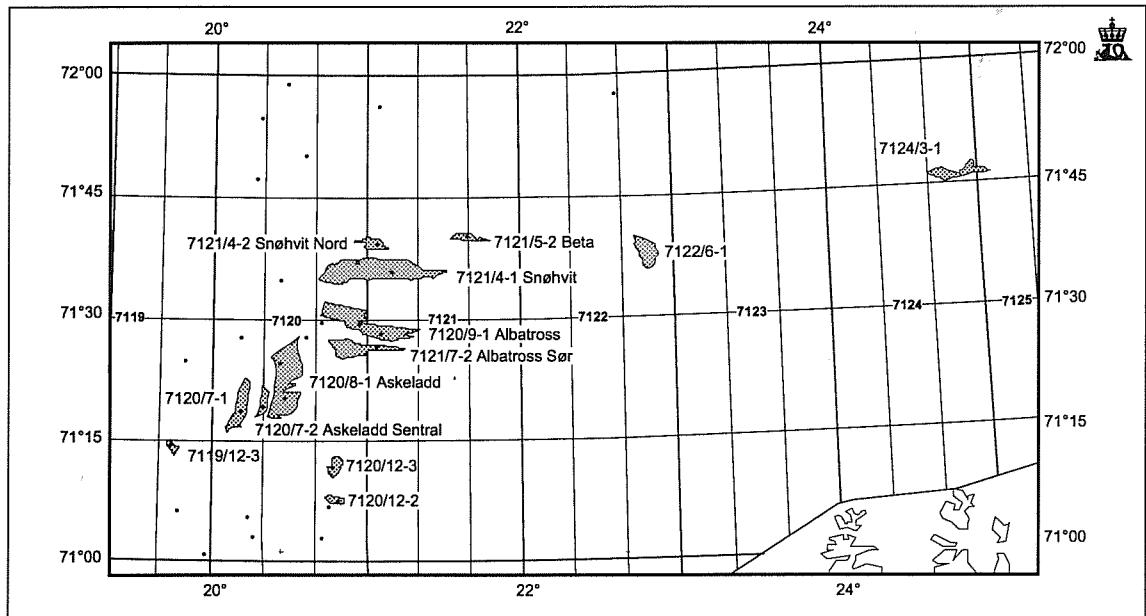 20° 22° 24°
72°00 72°00
7124/3-1
71°45 71°45
7121/4-2 Snøhvit Nord 7121/5-2 Beta
7122/6-1
7121/4-1 Snøhvit
71°30 71°30
7119 7120 7121 7122 7123 7124 7125
7120/9-1 Albatross
7121/7-2 Albatross Sør
7120/8-1 Askeladd
7120/7-1
7120/7-2 Askeladd Sentral
71°15 71°15
7119/12-3
7120/12-3
7120/12-2
71°00 71°00
20° 22° 24°